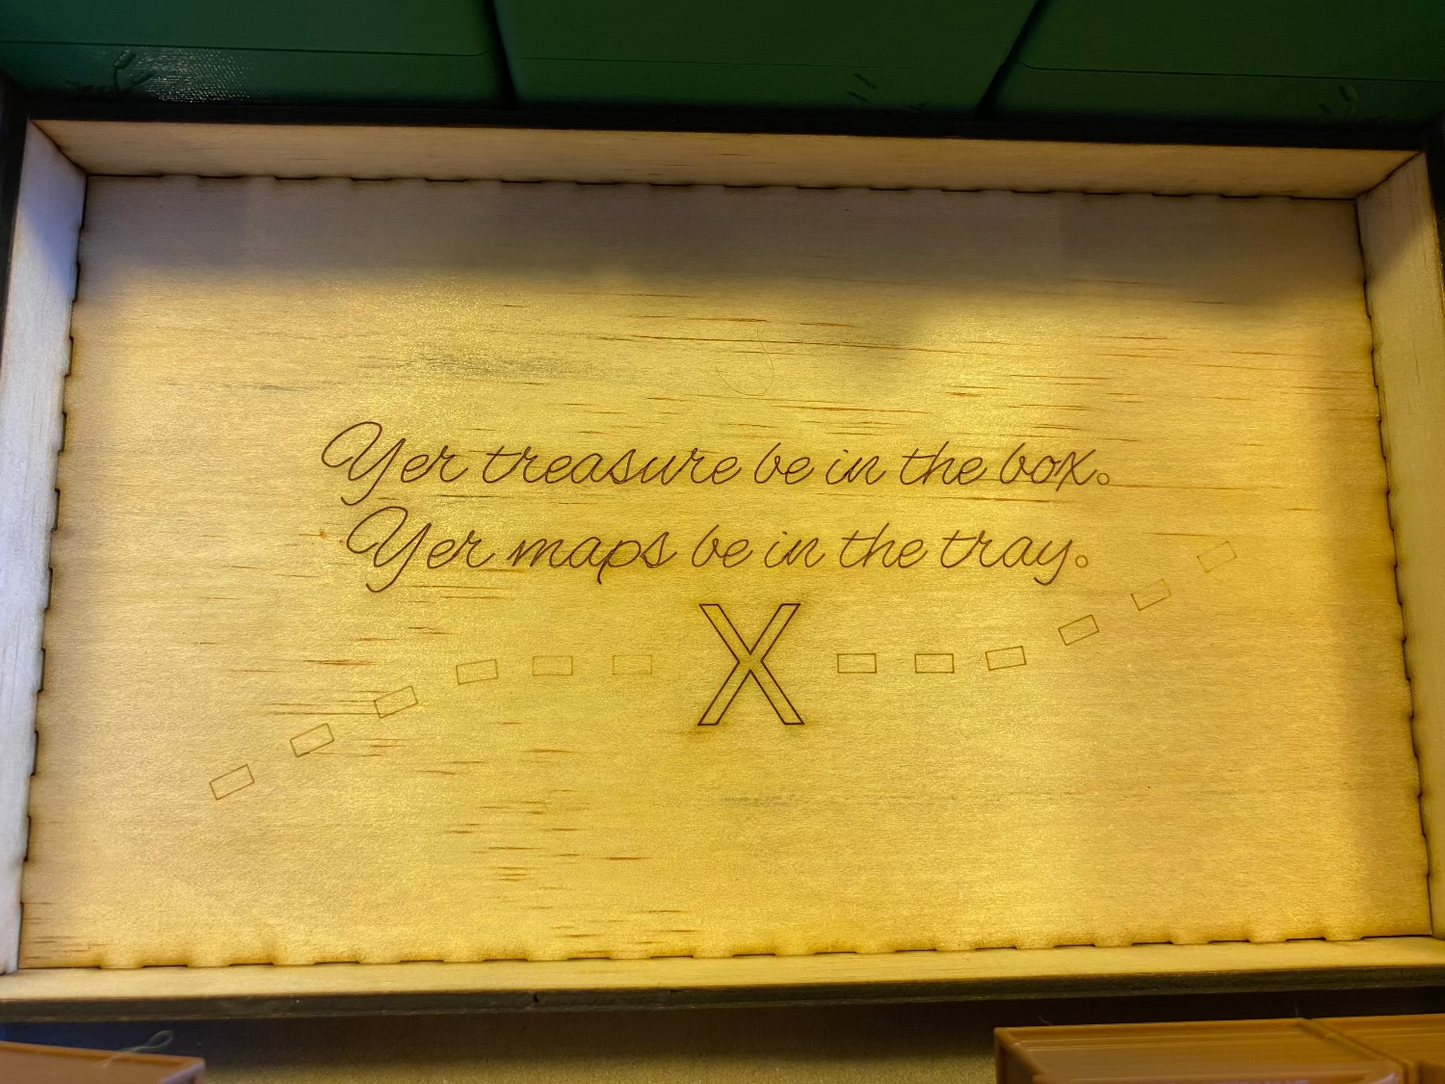 Yer treasure be in the box.
Yer maps be in the tray.
X